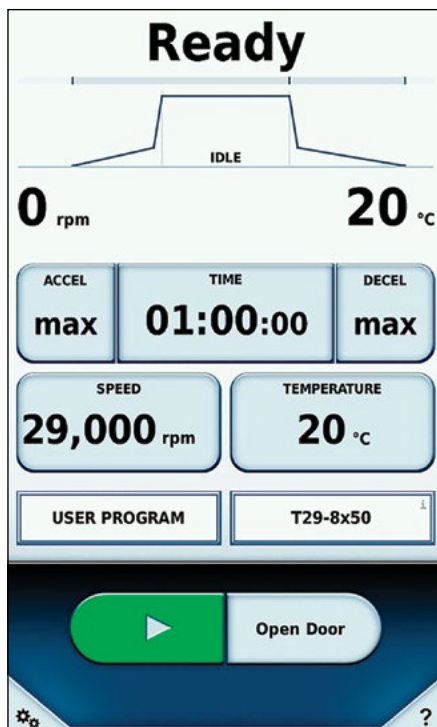 Ready
IDLE
0 rpm 20 °C
ACCEL TIME DECEL
max 01:00:00 max
SPEED TEMPERATURE
29,000 rpm 20 °C
USER PROGRAM T29-8x50 i
Open Door
?